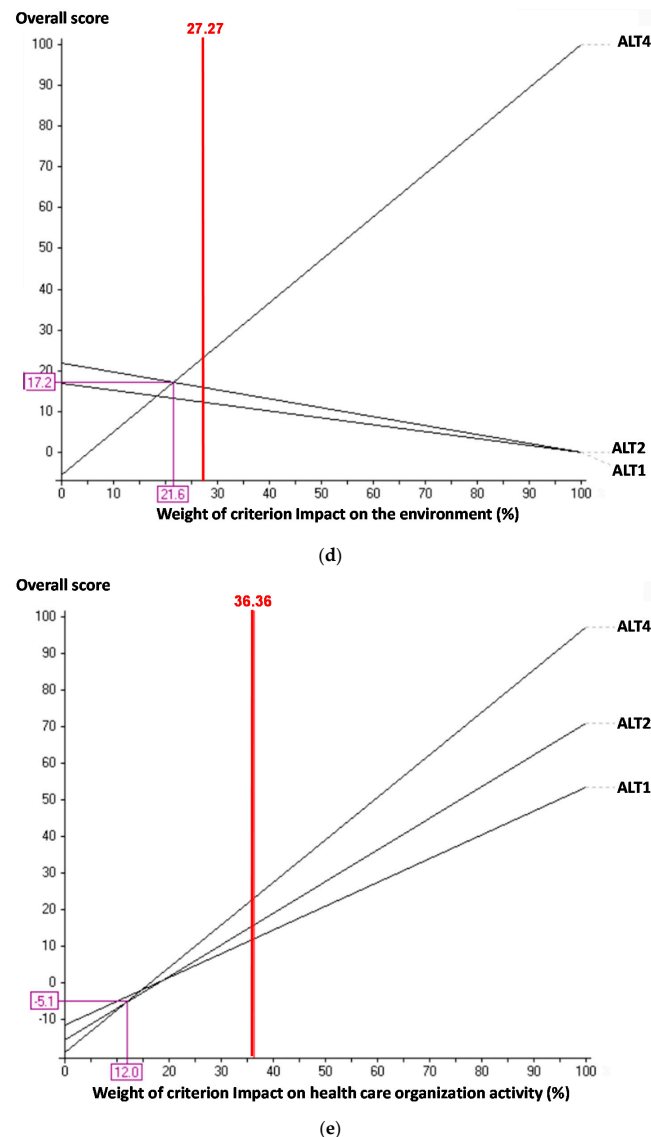 Overall score
27.27
100
ALT4
90
80
70
60
50
40
30
20
17.2
10
0
ALT2
ALT1
0 10 21.6 30 40 50 60 70 80 90 100
Weight of criterion Impact on the environment (%)
(d)
Overall score
36.36
100
ALT4
90
80
70
ALT2
60
50
ALT1
40
30
20
10
0
-5.1
-10
0 12.0 20 30 40 50 60 70 80 90 100
Weight of criterion Impact on health care organization activity (%)
(e)